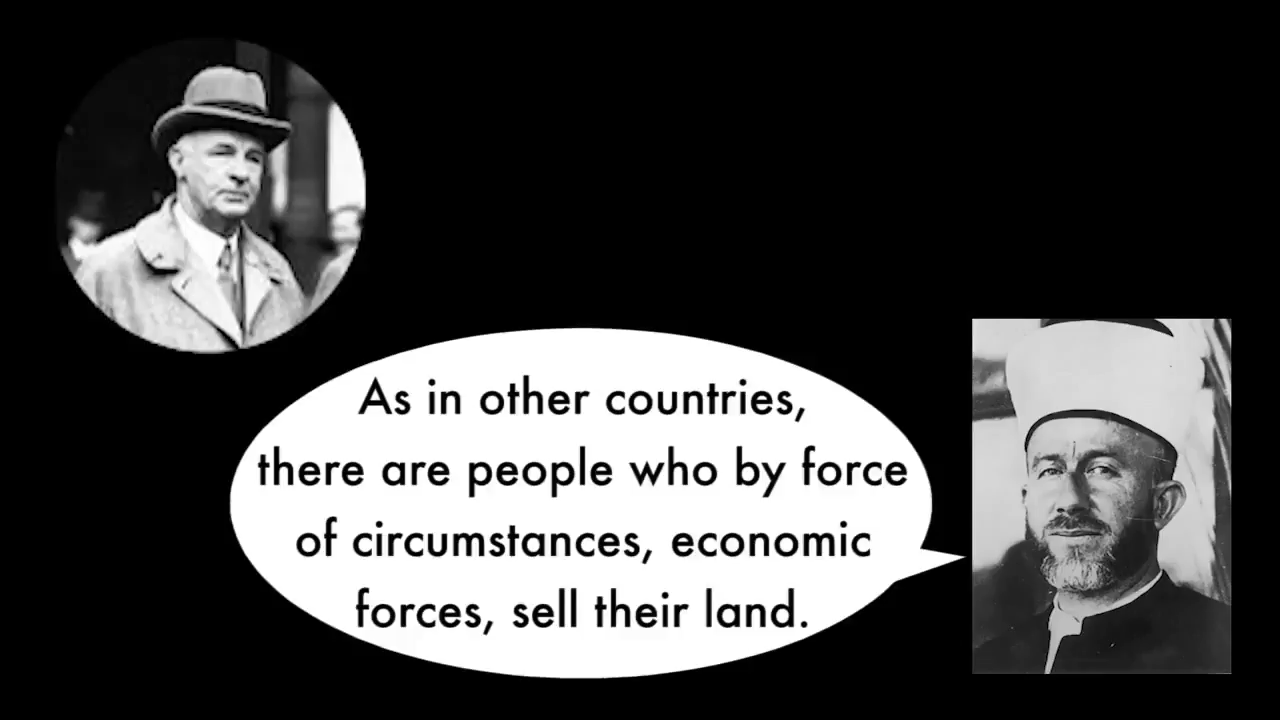 As in other countries,
there are people who by force
of circumstances, economic
forces, sell their land.